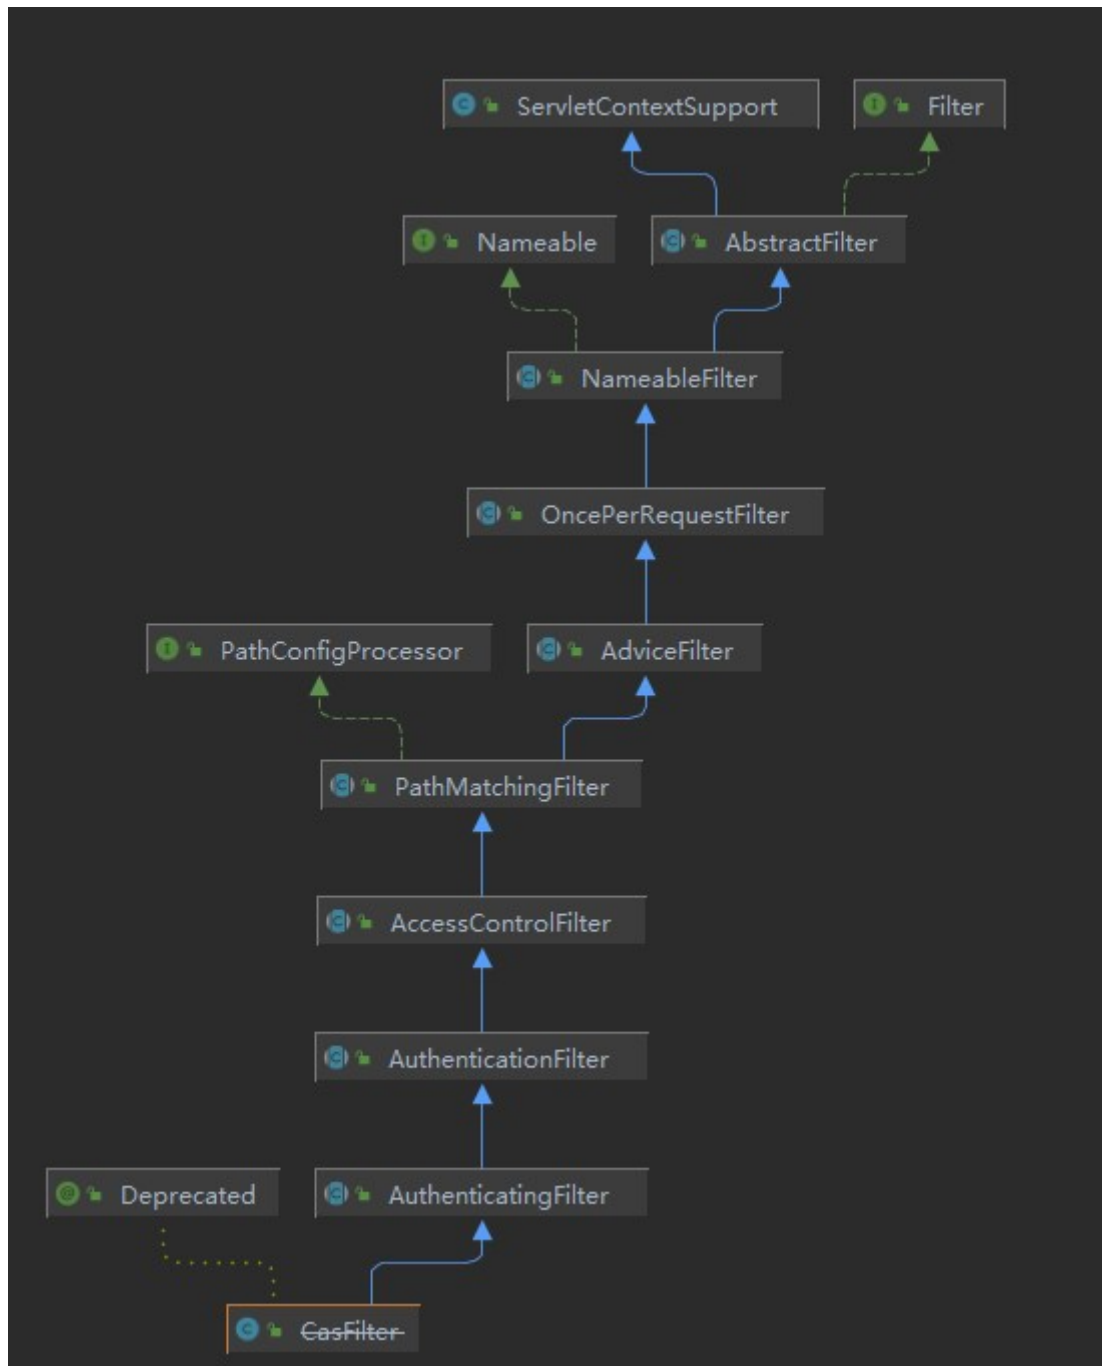 ServletContextSupport
Filter
Nameable
AbstractFilter
NameableFilter
OncePerRequestFilter
PathConfigProcessor
AdviceFilter
PathMatchingFilter
AccessControlFilter
AuthenticationFilter
Deprecated
AuthenticatingFilter
CasFilter